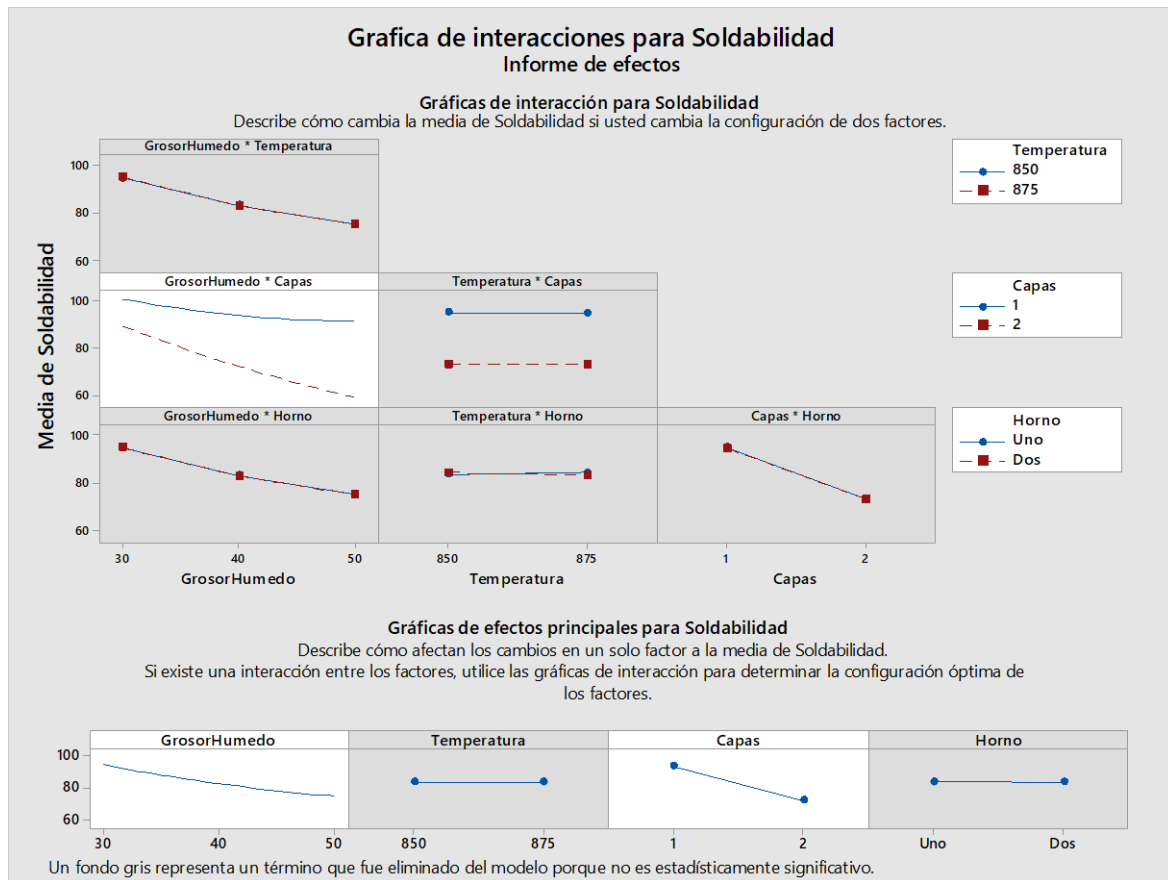 Grafica de interacciones para Soldabilidad
Informe de efectos
Gráficas de interacción para Soldabilidad
Describe cómo cambia la media de Soldabilidad si usted cambia la configuración de dos factores.
GrosorHumedo * Temperatura
100
80
60
Temperatura
850
875
Media de Soldabilidad
GrosorHumedo * Capas
Temperatura * Capas
100
80
60
Capas
1
2
GrosorHumedo * Horno
Temperatura * Horno
Capas * Horno
100
80
60
Horno
Uno
Dos
30 40 50 850 875 1 2
GrosorHumedo Temperatura Capas
Gráficas de efectos principales para Soldabilidad
Describe cómo afectan los cambios en un solo factor a la media de Soldabilidad.
Si existe una interacción entre los factores, utilice las gráficas de interacción para determinar la configuración óptima de
los factores.
GrosorHumedo Temperatura Capas Horno
100
80
60
30 40 50 850 875 1 2 Uno Dos
Un fondo gris representa un término que fue eliminado del modelo porque no es estadísticamente significativo.